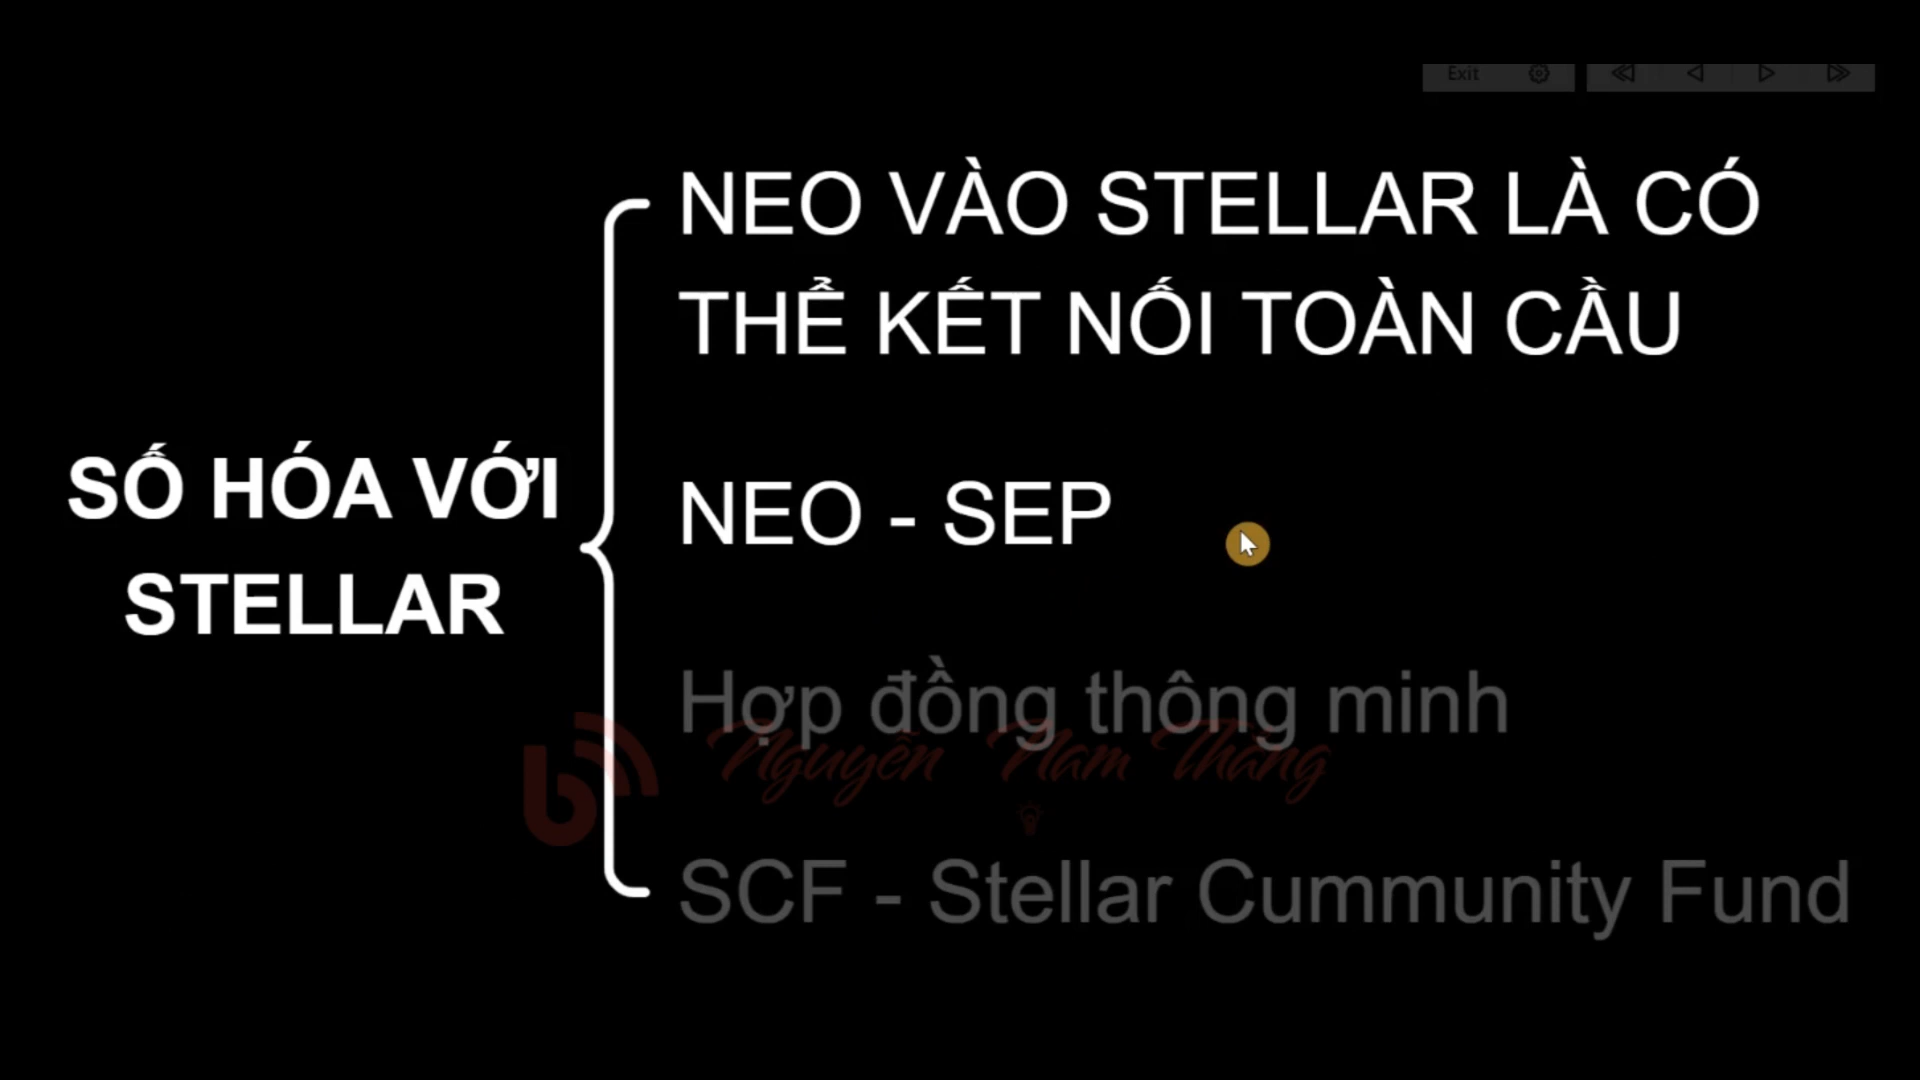 Exit
SỐ HÓA VỚI
STELLAR
NEO VÀO STELLAR LÀ CÓ
THỂ KẾT NỐI TOÀN CẦU
NEO - SEP
Hợp đồng thông minh
Nguyễn Nam Thắng
SCF - Stellar Cummunity Fund